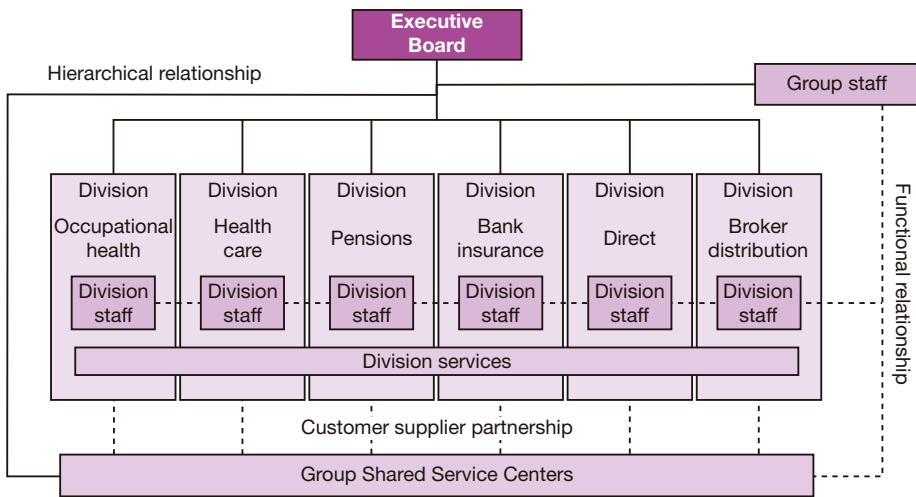 Executive
Board
Hierarchical relationship
Group staff
Division
Occupational
health
Division
staff
Division
Health
care
Division
staff
Division
Pensions
Division
staff
Division
Bank
insurance
Division
staff
Division
Direct
Division
staff
Division
Broker
distribution
Division
staff
Functional relationship
Division services
Customer supplier partnership
Group Shared Service Centers